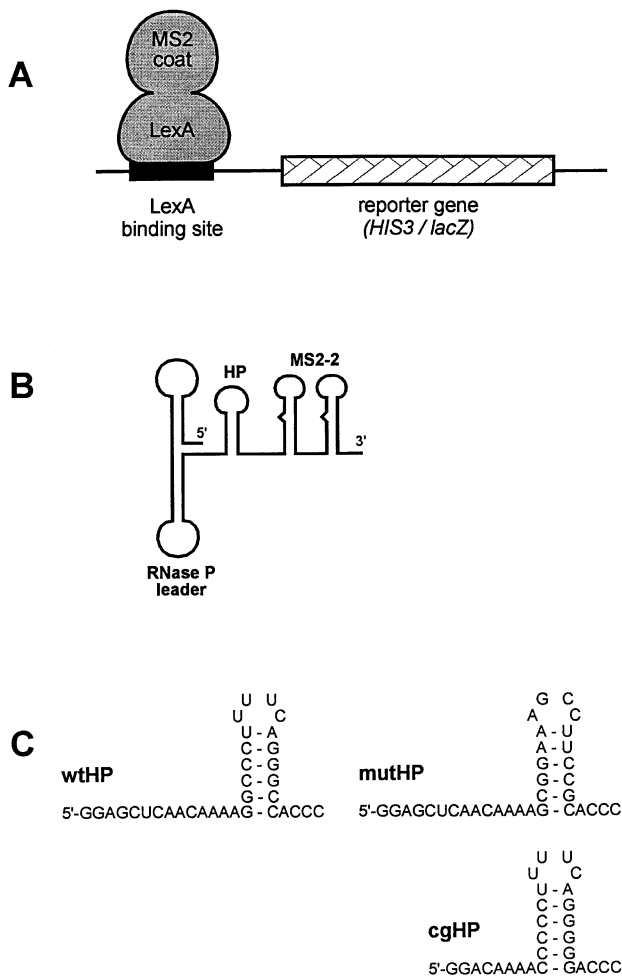 A
MS2
coat
LexA
LexA
binding site
reporter gene
(HIS3 / lacZ)
B
HP
MS2-2
5'
3'
RNase P
leader
C
wtHP
U U
U C
U - A
C - G
C - G
C - G
G - C
5'-GGAGCUCAACAAAAG - CACCC
mutHP
G C
A C
A - U
A - U
G - C
G - C
C - G
5'-GGAGCUCAACAAAAG - CACCC
cgHP
U U
U C
U - A
C - G
C - G
C - G
C - G
5'-GGACAAAAC - GACCC